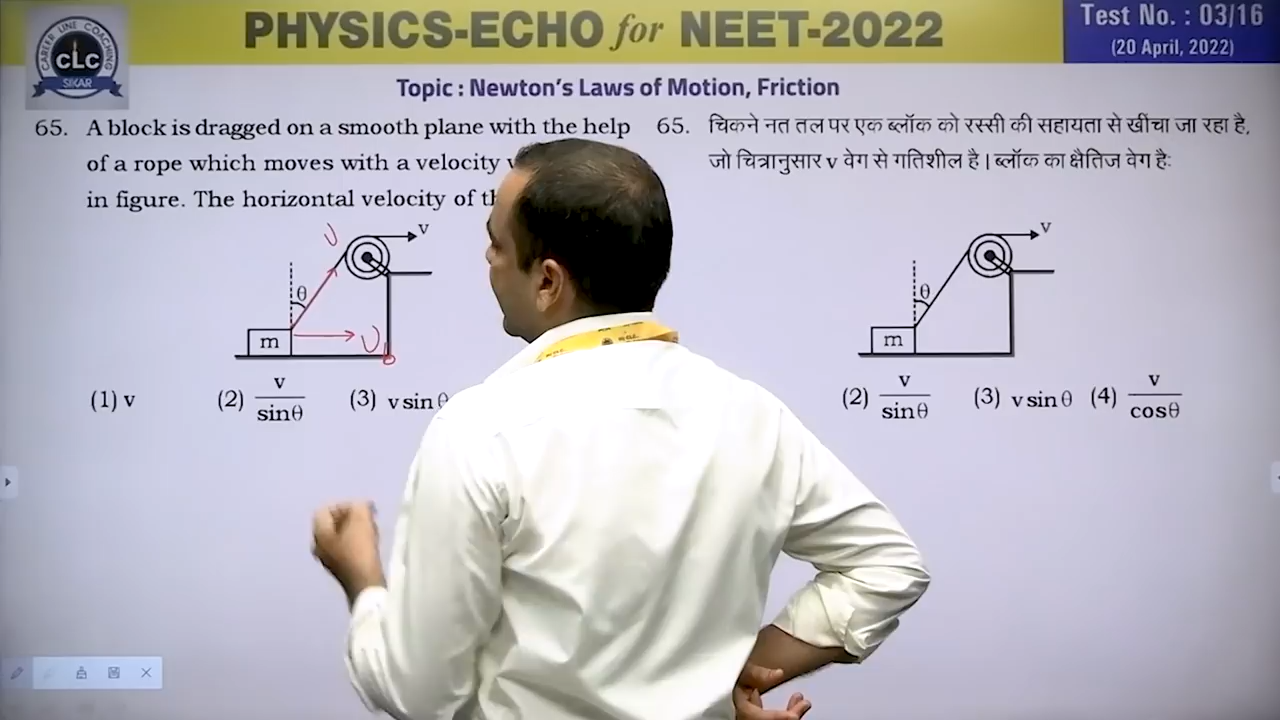 CAREER LINE COACHING
CLC
SIKAR
PHYSICS-ECHO for NEET-2022
Test No. : 03/16
(20 April, 2022)
Topic : Newton's Laws of Motion, Friction
65. A block is dragged on a smooth plane with the help
of a rope which moves with a velocity v
in figure. The horizontal velocity of
v
υ
θ
m
υb
(1) v (2) v/sinθ (3) v sinθ
65. चिकने नत तल पर एक ब्लॉक को रस्सी की सहायता से खींचा जा रहा है,
जो चित्रानुसार v वेग से गतिशील है। ब्लॉक का क्षैतिज वेग है:
v
θ
m
(2) v/sinθ (3) v sinθ (4) v/cosθ